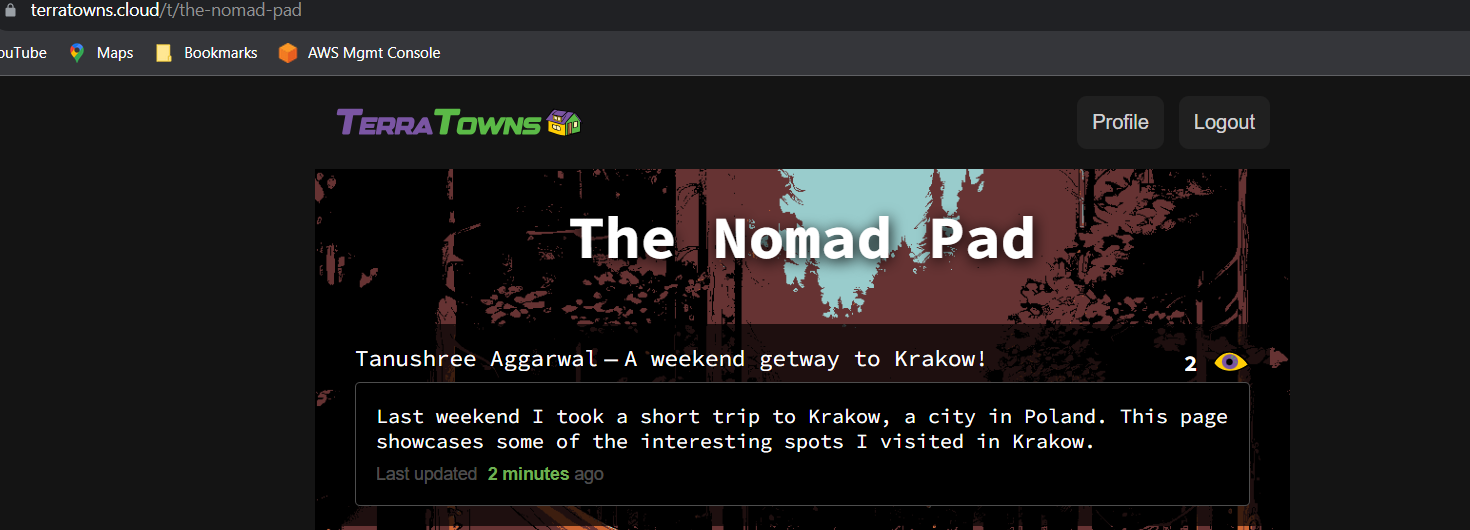 terratowns.cloud/t/the-nomad-pad
ouTube Maps Bookmarks AWS Mgmt Console
TERRATOWNS Profile Logout
The Nomad Pad
Tanushree Aggarwal — A weekend getway to Krakow! 2
Last weekend I took a short trip to Krakow, a city in Poland. This page
showcases some of the interesting spots I visited in Krakow.
Last updated 2 minutes ago